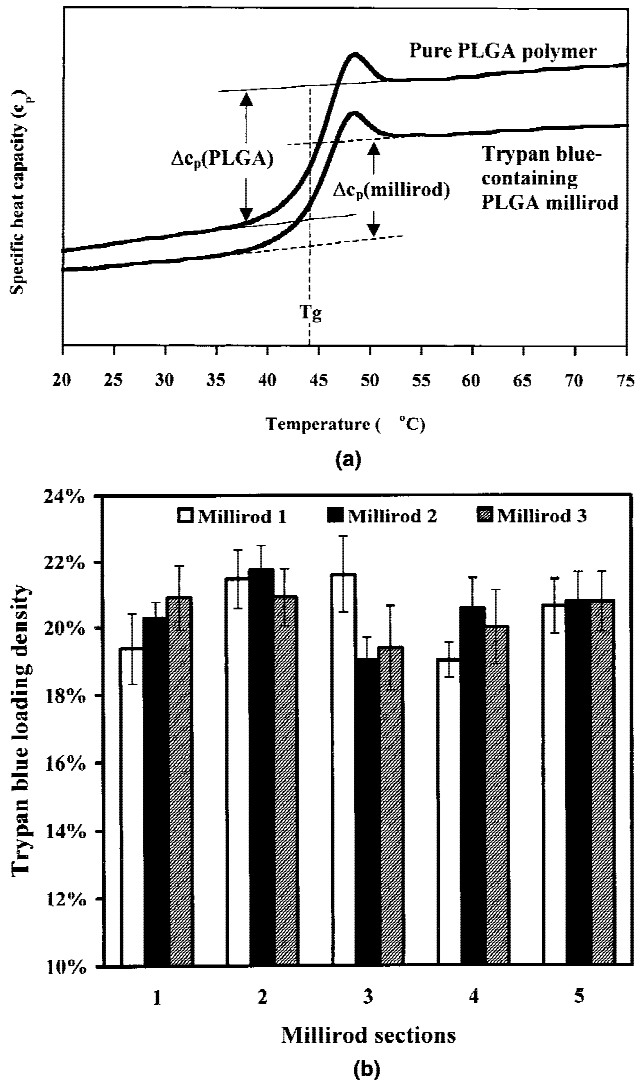 Specific heat capacity (cp)
Pure PLGA polymer
Δcp(PLGA)
Δcp(millirod)
Trypan blue-
containing
PLGA millirod
Tg
20 25 30 35 40 45 50 55 60 65 70 75
Temperature ( °C)
(a)
Trypan blue loading density
24%
22%
20%
18%
16%
14%
12%
10%
Millirod 1 Millirod 2 Millirod 3
1 2 3 4 5
Millirod sections
(b)